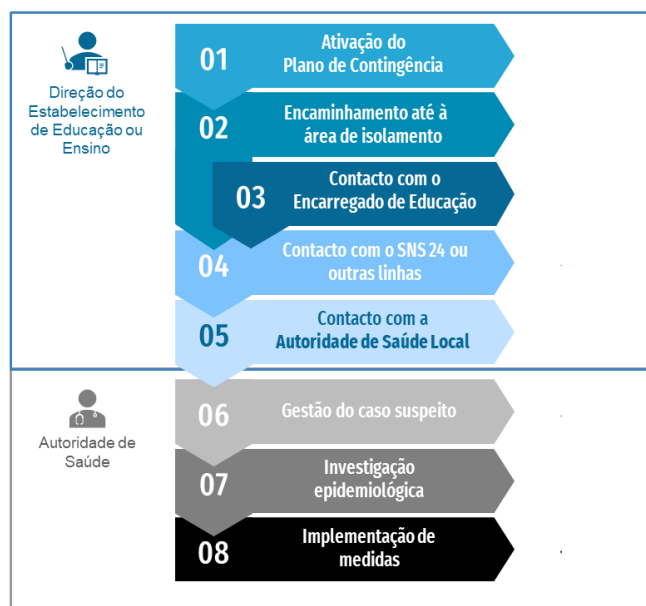 Direção do
Estabelecimento
de Educação ou
Ensino
01
Ativação do
Plano de Contingência
02
Encaminhamento até à
área de isolamento
03
Contacto com o
Encarregado de Educação
04
Contacto com o SNS 24 ou
outras linhas
05
Contacto com a
Autoridade de Saúde Local
Autoridade de
Saúde
06
Gestão do caso suspeito
07
Investigação
epidemiológica
08
Implementação de
medidas